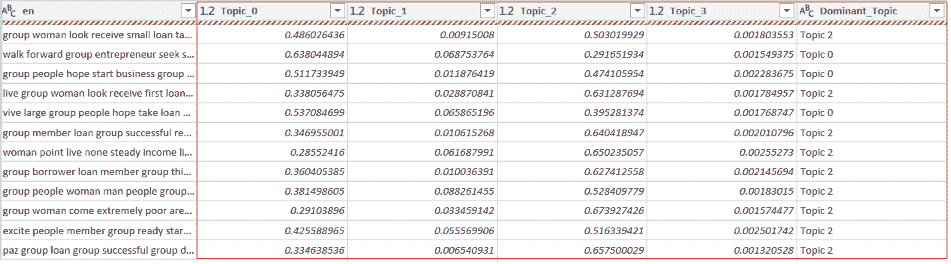 ABC en 1.2 Topic_0 1.2 Topic_1 1.2 Topic_2 1.2 Topic_3 ABC Dominant_Topic
group woman look receive small loan ta... 0.486026436 0.00915008 0.503019929 0.001803553 Topic 2
walk forward group entrepreneur seek s... 0.638044894 0.068753764 0.291651934 0.001549375 Topic 0
group people hope start business group ... 0.511733949 0.011876419 0.474105954 0.002283675 Topic 0
live group woman look receive first loan... 0.338056475 0.028870841 0.631287694 0.001784957 Topic 2
vive large group people hope take loan ... 0.537084699 0.065865196 0.395281374 0.001768747 Topic 0
group member loan group successful re... 0.346955001 0.010615268 0.640418947 0.002010796 Topic 2
woman point live none steady income li... 0.28552416 0.061687991 0.650235057 0.00255273 Topic 2
group borrower loan member group thi... 0.360405385 0.010036391 0.627412558 0.002145694 Topic 2
group people woman man people group... 0.381498605 0.088261455 0.528409779 0.00183015 Topic 2
group woman come extremely poor are... 0.29103896 0.033459142 0.673927426 0.001574477 Topic 2
excite people member group ready star... 0.425588965 0.055569906 0.516339421 0.002501742 Topic 2
paz group loan group successful group d... 0.334638536 0.006540931 0.657500029 0.001320528 Topic 2